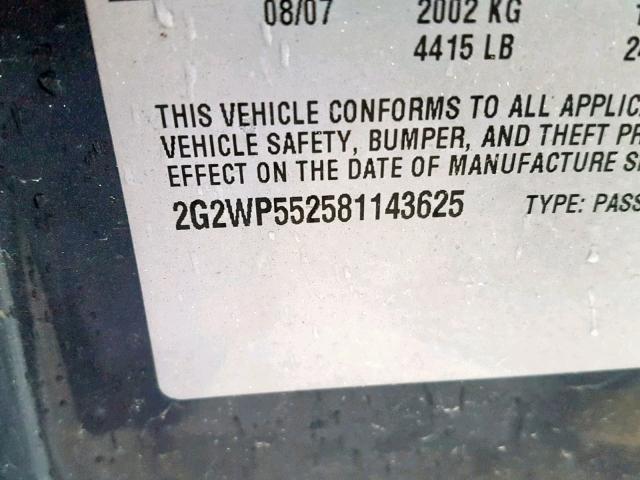 08/07 2002 KG
4415 LB
THIS VEHICLE CONFORMS TO ALL
VEHICLE SAFETY, BUMPER, AND THEFT
EFFECT ON THE DATE OF MANUFACTURE
2G2WP552581143625 TYPE: PASS